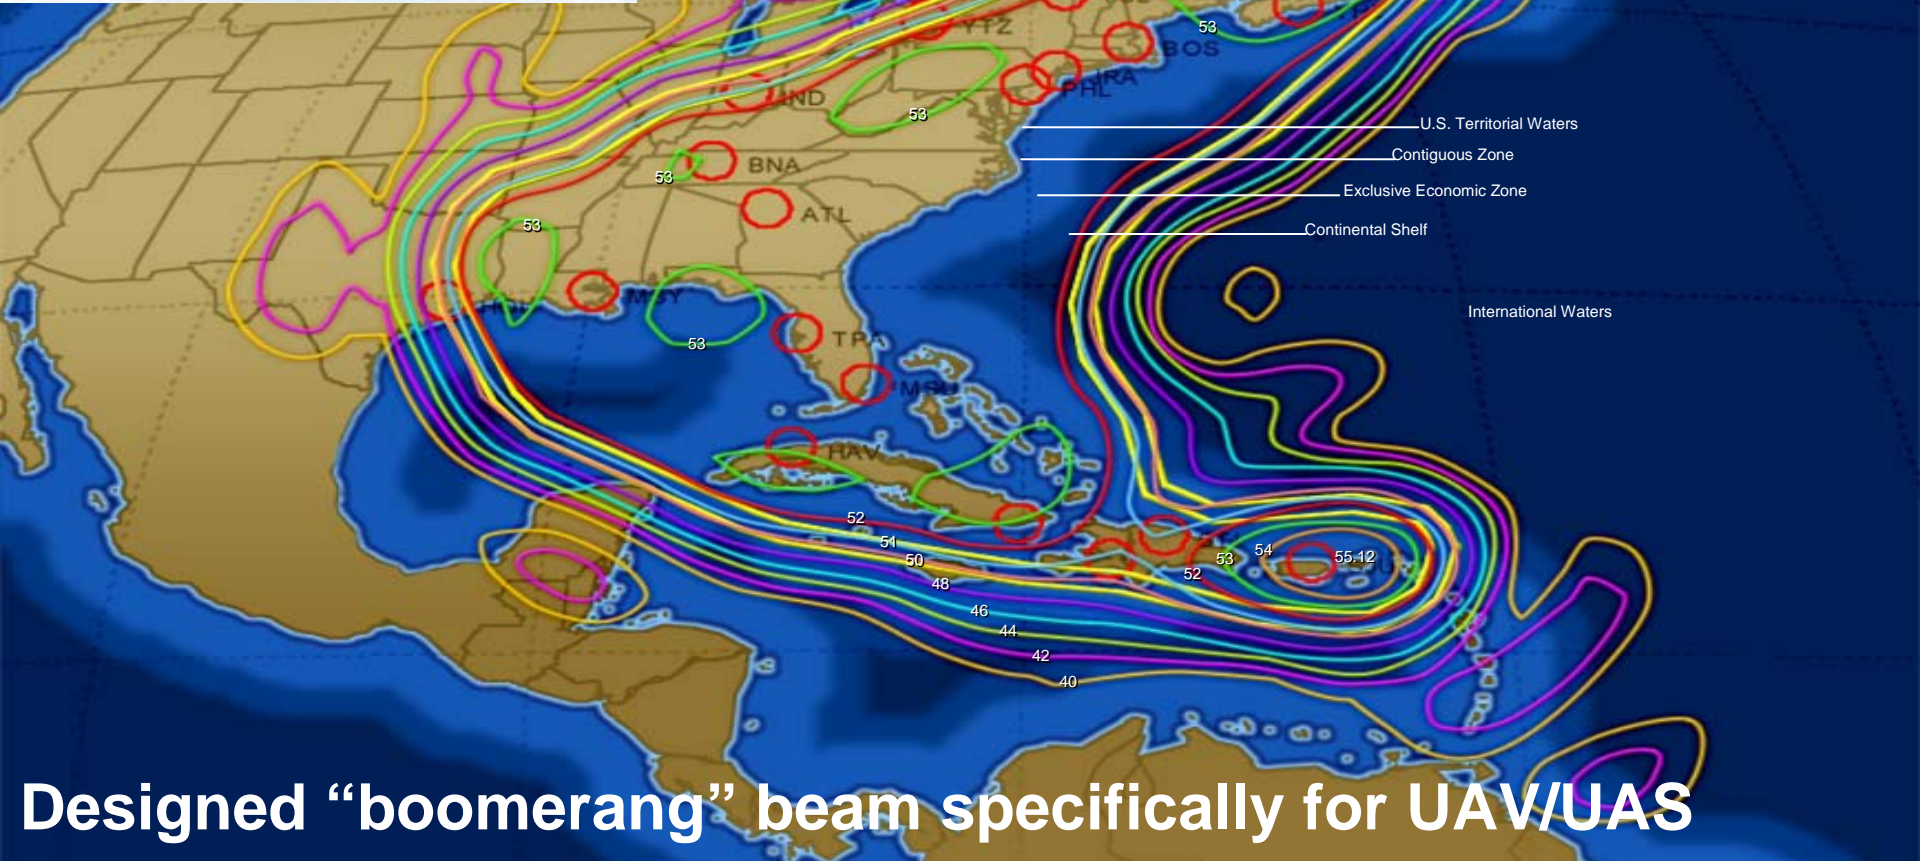 YTZ
53
BOS
JRA
PHL
IND
53
U.S. Territorial Waters
Contiguous Zone
BNA
53
Exclusive Economic Zone
ATL
53
Continental Shelf
MSY
International Waters
TPA
53
HAV
52
51
50
48
46
44
42
40
52
53
54
55.12
Designed “boomerang” beam specifically for UAV/UAS